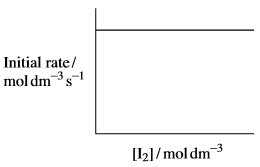 Initial rate/
mol dm⁻³ s⁻¹
[I₂]/mol dm⁻³